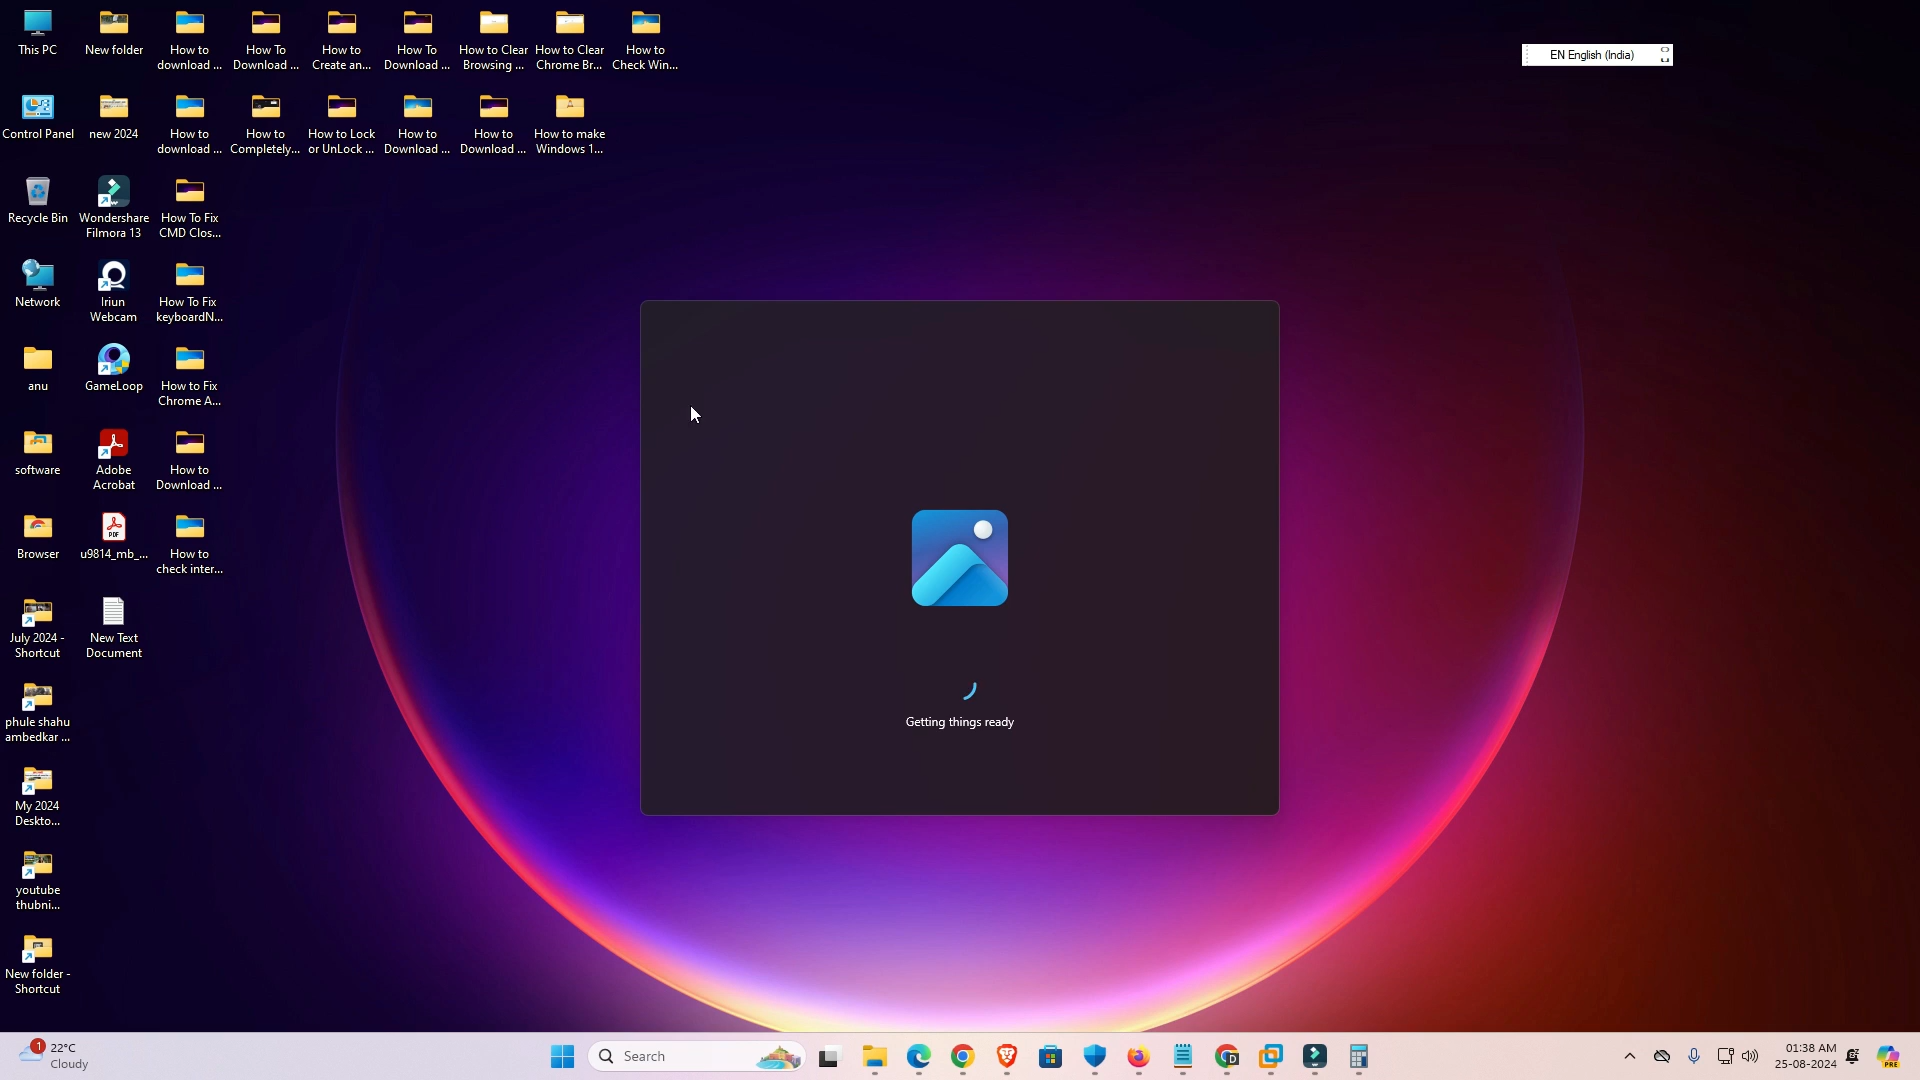 This PC
New folder
How to
download ...
How To
Download ...
How to
Create an...
How To
Download ...
How to Clear
Browsing ...
How to Clear
Chrome Br...
How to
Check Win...
EN English (India)
Control Panel
new 2024
How to
download ...
How to
Completely...
How to Lock
or UnLock ...
How to
Download ...
How to
Download ...
How to make
Windows 1...
Recycle Bin
Wondershare
Filmora 13
How To Fix
CMD Clos...
Network
Iriun
Webcam
How To Fix
keyboardN...
anu
GameLoop
How to Fix
Chrome A...
software
Adobe
Acrobat
How to
Download ...
Browser
PDF
u9814_mb_...
How to
check inter...
July 2024 -
Shortcut
New Text
Document
phule shahu
ambedkar ...
My 2024
Deskto...
youtube
thubni...
New folder -
Shortcut
Getting things ready
1
22°C
Cloudy
Search
D
01:38 AM
25-08-2024
PRE